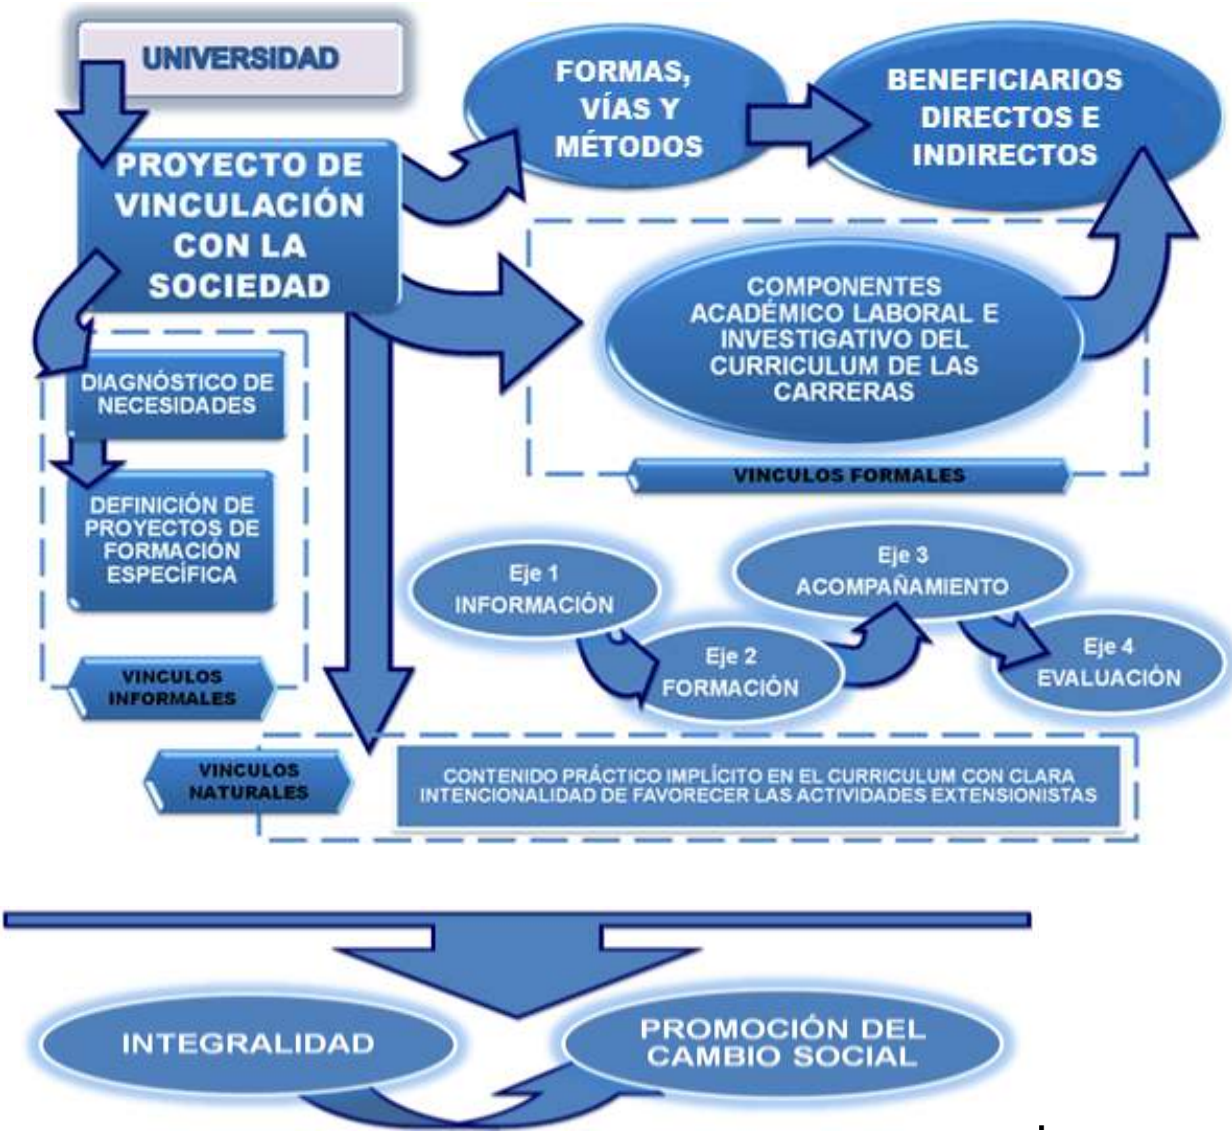 UNIVERSIDAD
PROYECTO DE
VINCULACIÓN
CON LA
SOCIEDAD
FORMAS,
VÍAS Y
MÉTODOS
BENEFICIARIOS
DIRECTOS E
INDIRECTOS
COMPONENTES
ACADÉMICO LABORAL E
INVESTIGATIVO DEL
CURRICULUM DE LAS
CARRERAS
VINCULOS FORMALES
DIAGNÓSTICO DE
NECESIDADES
DEFINICIÓN DE
PROYECTOS DE
FORMACIÓN
ESPECÍFICA
VINCULOS
INFORMALES
Eje 1
INFORMACIÓN
Eje 2
FORMACIÓN
Eje 3
ACOMPAÑAMIENTO
Eje 4
EVALUACIÓN
VINCULOS
NATURALES
CONTENIDO PRÁCTICO IMPLÍCITO EN EL CURRICULUM CON CLARA
INTENCIONALIDAD DE FAVORECER LAS ACTIVIDADES EXTENSIONISTAS
INTEGRALIDAD
PROMOCIÓN DEL
CAMBIO SOCIAL